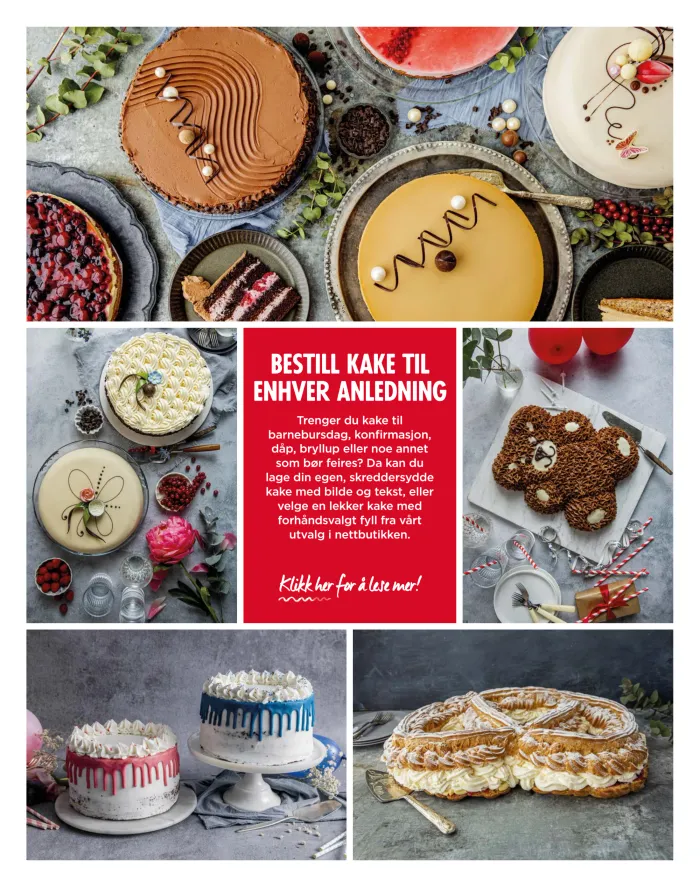 BESTILL KAKE TIL
ENHVER ANLEDNING
Trenger du kake til
barnebursdag, konfirmasjon,
dåp, bryllup eller noe annet
som bør feires? Da kan du
lage din egen, skreddersydde
kake med bilde og tekst, eller
velge en lekker kake med
forhåndsvalgt fyll fra vårt
utvalg i nettbutikken.
Klikk her for å lese mer!